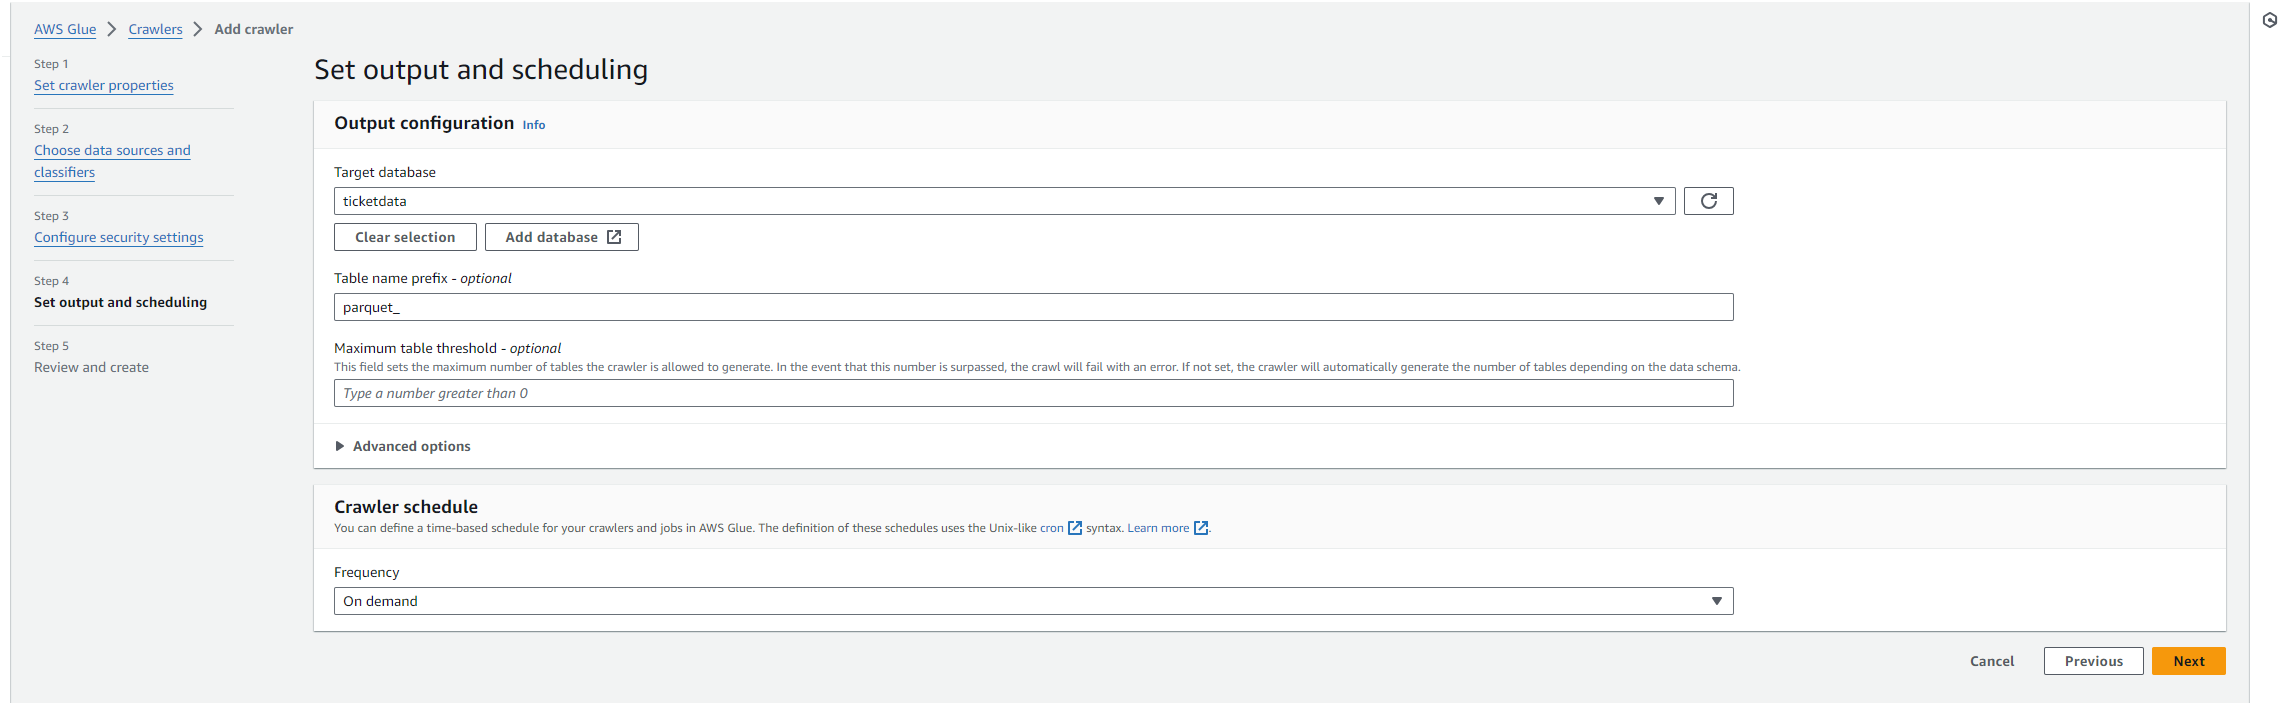 AWS Glue > Crawlers > Add crawler
Step 1
Set crawler properties
Step 2
Choose data sources and
classifiers
Step 3
Configure security settings
Step 4
Set output and scheduling
Step 5
Review and create
Set output and scheduling
Output configuration Info
Target database
ticketdata
Clear selection Add database
Table name prefix - optional
parquet_
Maximum table threshold - optional
This field sets the maximum number of tables the crawler is allowed to generate. In the event that this number is surpassed, the crawl will fail with an error. If not set, the crawler will automatically generate the number of tables depending on the data schema.
Type a number greater than 0
Advanced options
Crawler schedule
You can define a time-based schedule for your crawlers and jobs in AWS Glue. The definition of these schedules uses the Unix-like cron syntax. Learn more .
Frequency
On demand
Cancel Previous Next